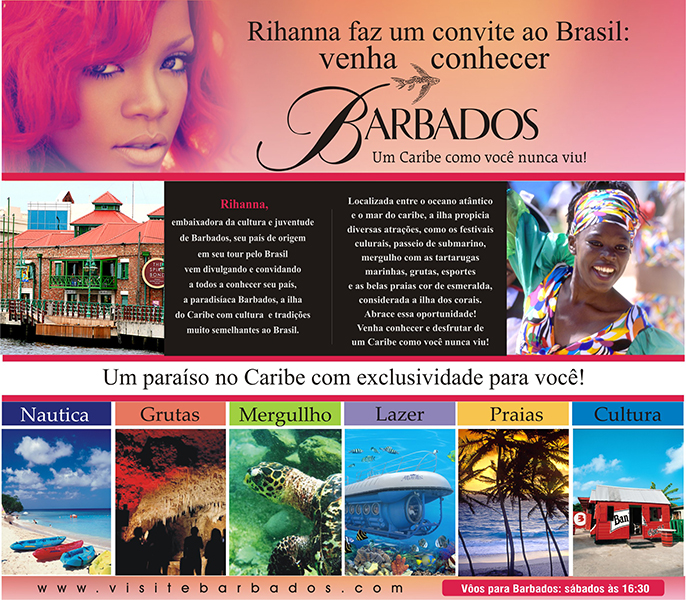 Rihanna faz um convite ao Brasil:
venha conhecer
BARBADOS
Um Caribe como você nunca viu!
Rihanna,
embaixadora da cultura e juventude
de Barbados, seu país de origem
em seu tour pelo Brasil
vem divulgando e convidando
a todos a conhecer seu país,
a paradisíaca Barbados, a ilha
do Caribe com cultura e tradições
muito semelhantes ao Brasil.
Localizada entre o oceano atântico
e o mar do caribe, a ilha propicia
diversas atrações, como os festivais
culurais, passeio de submarino,
mergulho com as tartarugas
marinhas, grutas, esportes
e as belas praias cor de esmeralda,
considerada a ilha dos corais.
Abrace essa oportunidade!
Venha conhecer e desfrutar de
um Caribe como você nunca viu!
Um paraíso no Caribe com exclusividade para você!
Nautica
Grutas
Mergullho
Lazer
Praias
Cultura
3
Ban
www.visitebarbados.com
Vôos para Barbados: sábados às 16:30